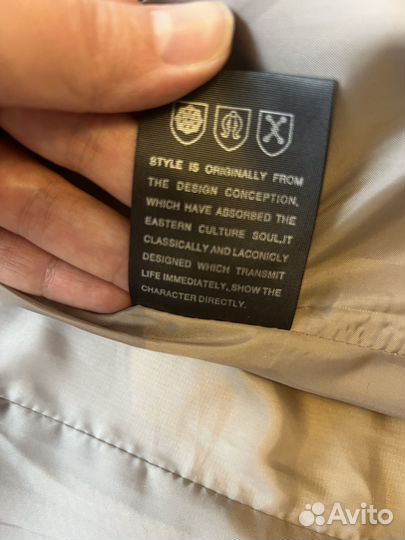 STYLE IS ORIGINALLY FROM
THE DESIGN CONCEPTION,
WHICH HAVE ABSORBED THE
EASTERN CULTURE SOUL,IT
CLASSICALLY AND LACONICLY
DESIGNED WHICH TRANSMIT
LIFE IMMEDIATELY,.SHOW THE
CHARACTER DIRECTLY.
Avito